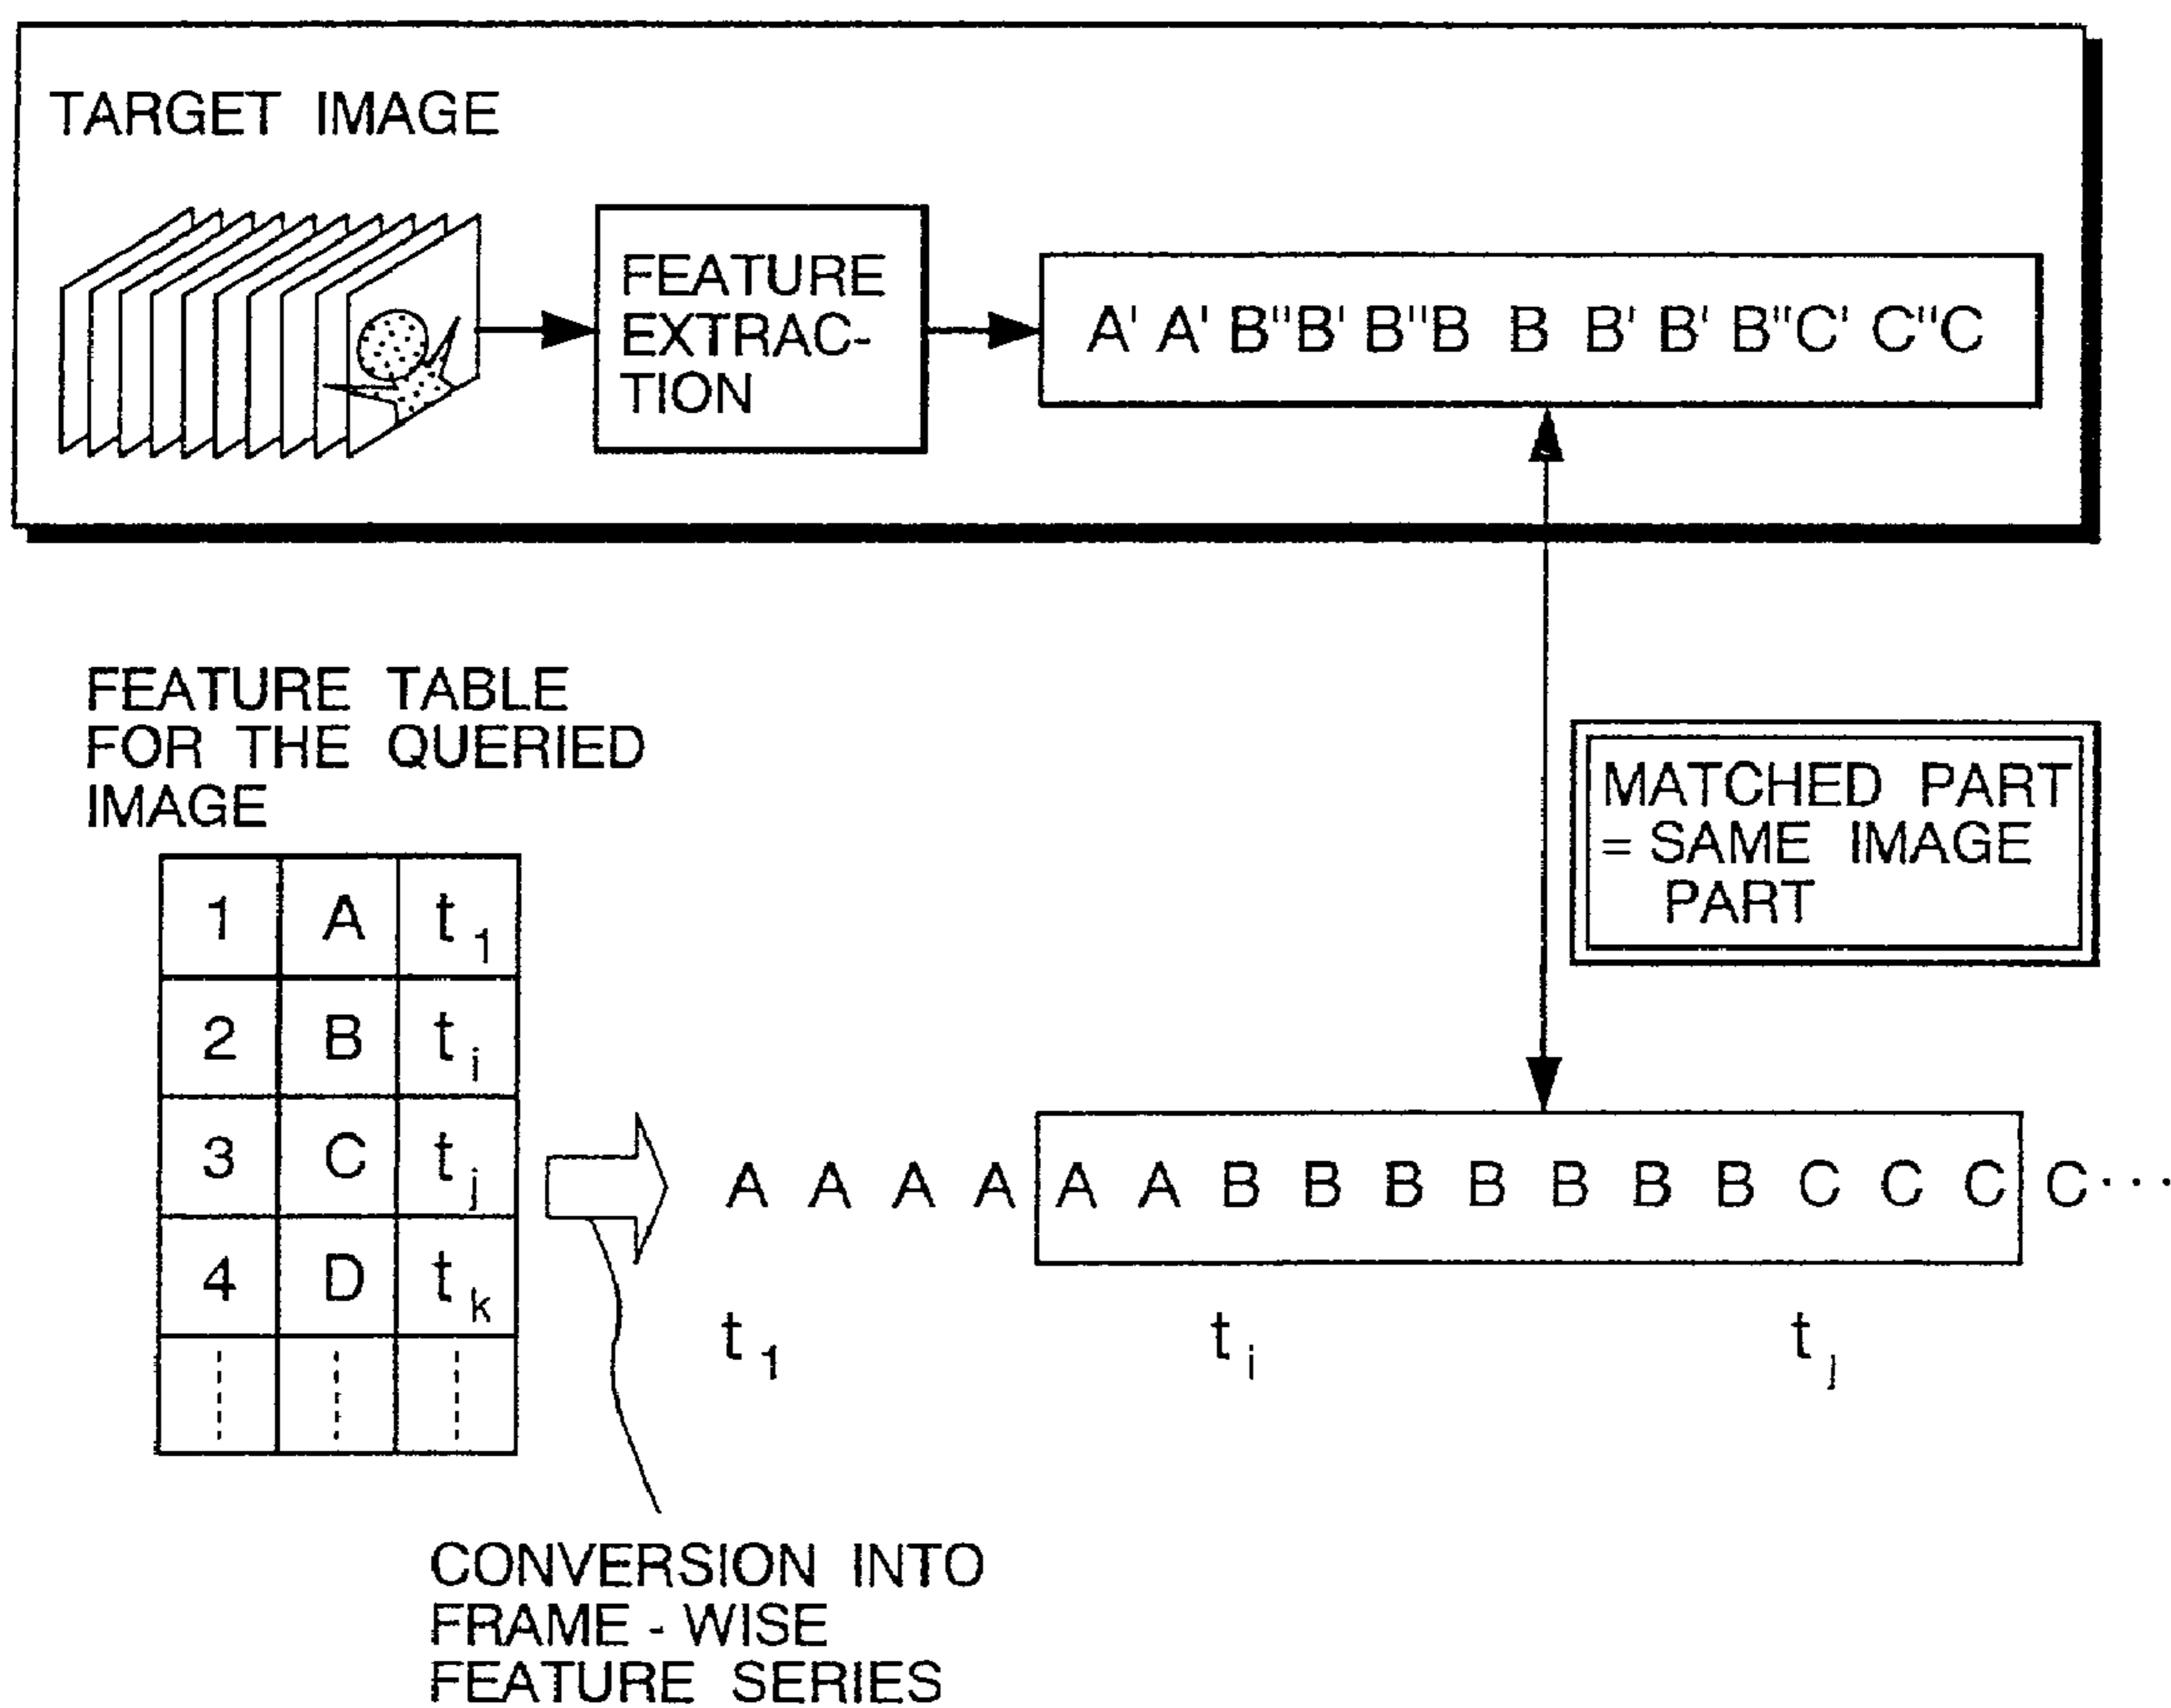 TARGET IMAGE
FEATURE
EXTRAC-
TION
A' A' B"B' B"B B B' B' B"C' C"C
FEATURE TABLE
FOR THE QUERIED
IMAGE
MATCHED PART
= SAME IMAGE
PART
1 A t1
2 B ti
3 C tj
4 D tk
A A A A A A B B B B B B B C C C C...
t1 ti tj
CONVERSION INTO
FRAME - WISE
FEATURE SERIES